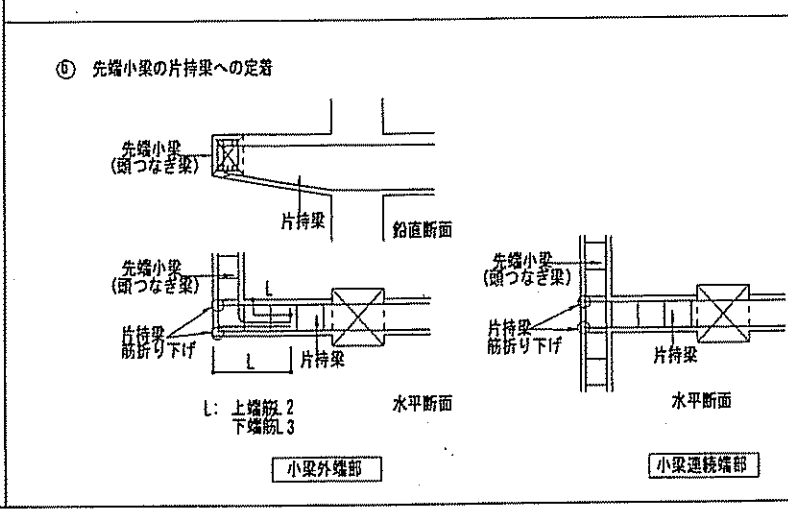 ⑥ 先端小梁の片持梁への定着
先端小梁
(頭つなぎ梁)
片持梁
鉛直断面
先端小梁
(頭つなぎ梁)
L
片持梁
筋折り下げ
L
片持梁
L: 上端筋L2
下端筋L3
水平断面
小梁外端部
先端小梁
(頭つなぎ梁)
片持梁
筋折り下げ
片持梁
水平断面
小梁連続端部